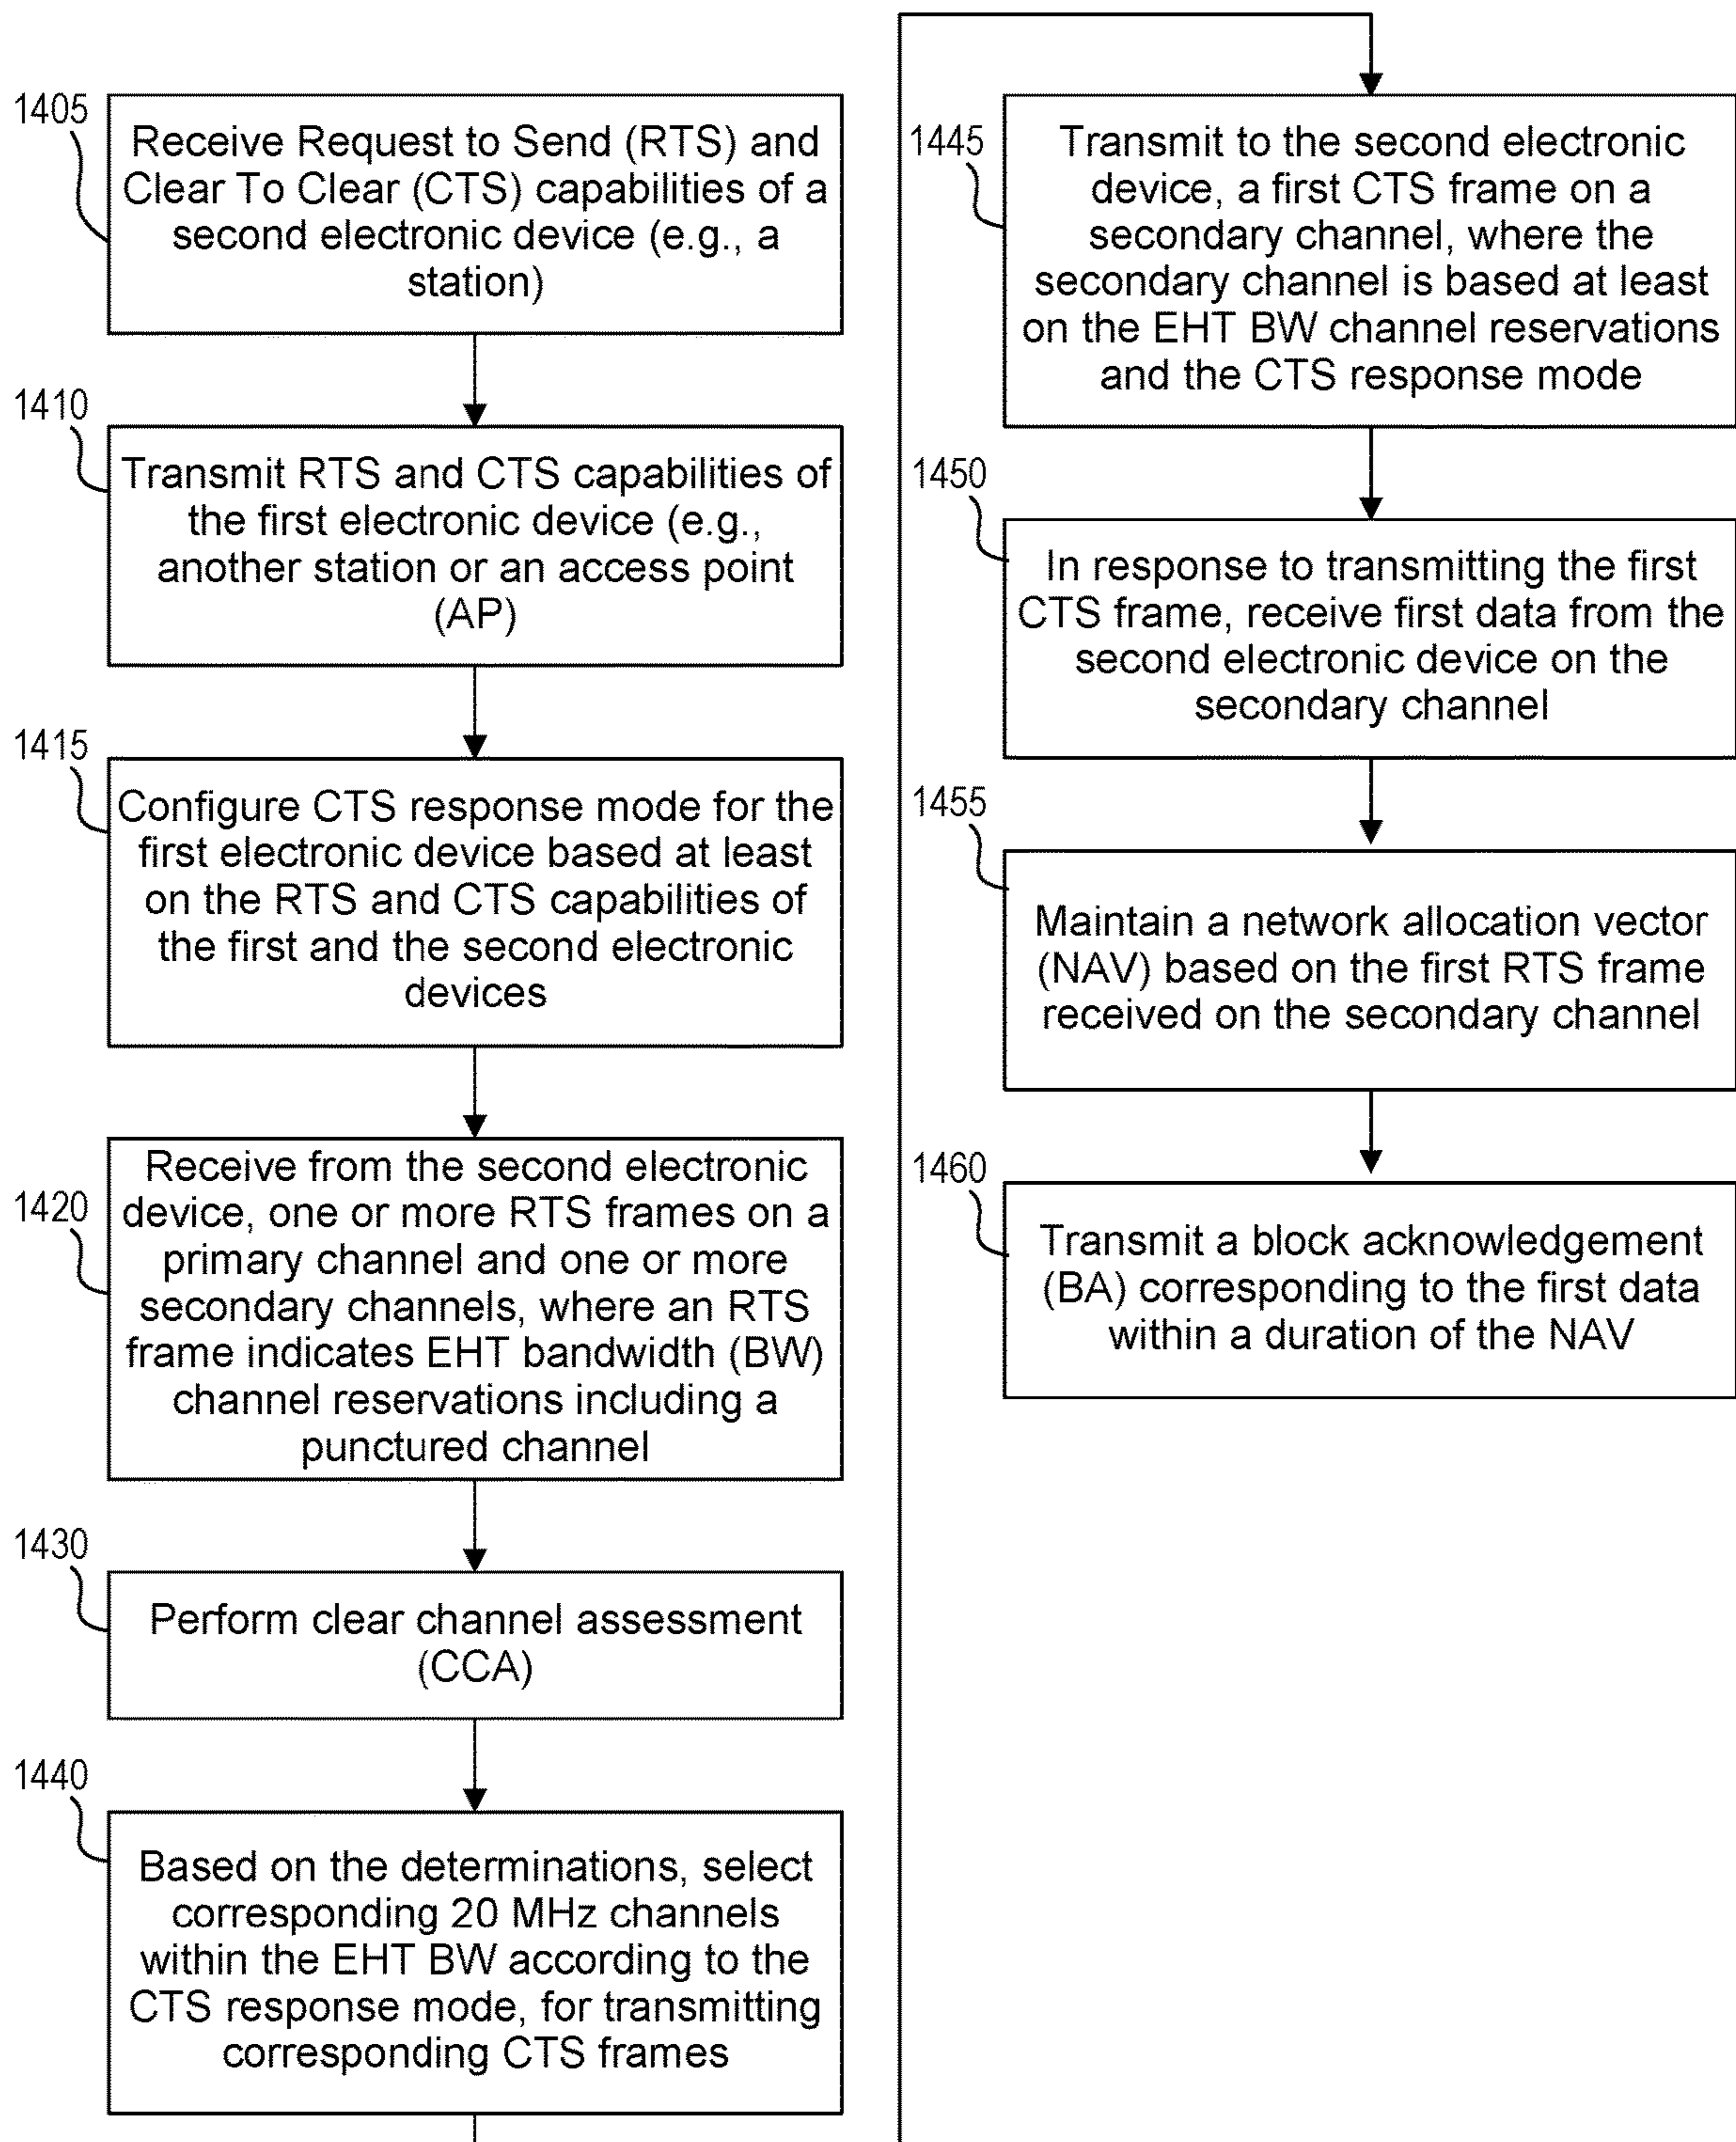 1405
Receive Request to Send (RTS) and
Clear To Clear (CTS) capabilities of a
second electronic device (e.g., a
station)
1410
Transmit RTS and CTS capabilities of
the first electronic device (e.g.,
another station or an access point
(AP)
1415
Configure CTS response mode for the
first electronic device based at least
on the RTS and CTS capabilities of
the first and the second electronic
devices
1420
Receive from the second electronic
device, one or more RTS frames on a
primary channel and one or more
secondary channels, where an RTS
frame indicates EHT bandwidth (BW)
channel reservations including a
punctured channel
1430
Perform clear channel assessment
(CCA)
1440
Based on the determinations, select
corresponding 20 MHz channels
within the EHT BW according to the
CTS response mode, for transmitting
corresponding CTS frames
1445
Transmit to the second electronic
device, a first CTS frame on a
secondary channel, where the
secondary channel is based at least
on the EHT BW channel reservations
and the CTS response mode
1450
In response to transmitting the first
CTS frame, receive first data from the
second electronic device on the
secondary channel
1455
Maintain a network allocation vector
(NAV) based on the first RTS frame
received on the secondary channel
1460
Transmit a block acknowledgement
(BA) corresponding to the first data
within a duration of the NAV